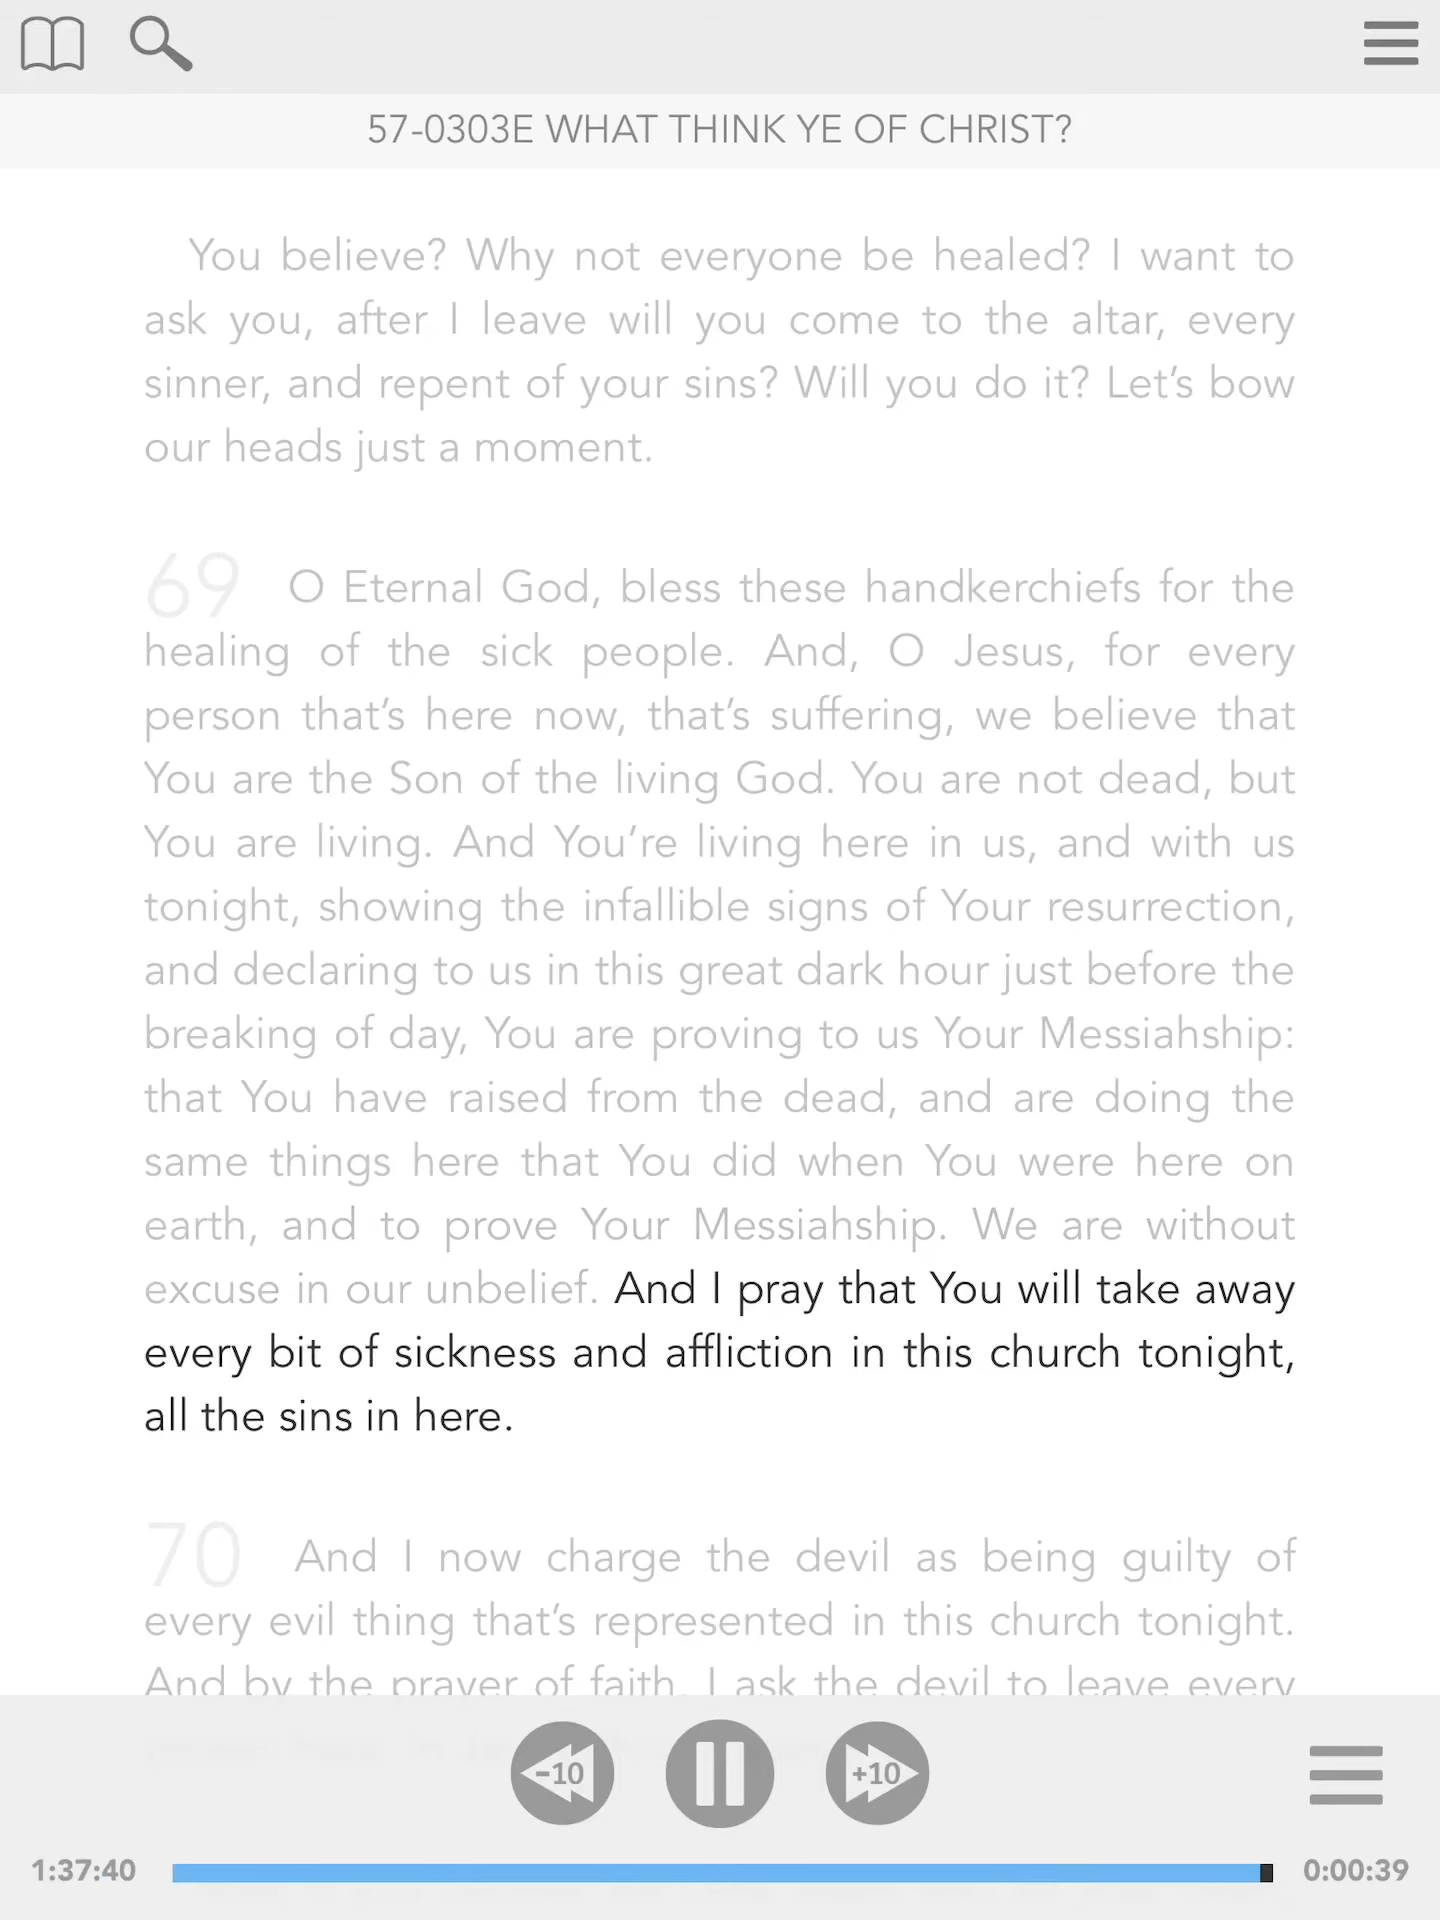 57-0303E WHAT THINK YE OF CHRIST?
You believe? Why not everyone be healed? I want to
ask you, after I leave will you come to the altar, every
sinner, and repent of your sins? Will you do it? Let’s bow
our heads just a moment.
69 O Eternal God, bless these handkerchiefs for the
healing of the sick people. And, O Jesus, for every
person that’s here now, that’s suffering, we believe that
You are the Son of the living God. You are not dead, but
You are living. And You’re living here in us, and with us
tonight, showing the infallible signs of Your resurrection,
and declaring to us in this great dark hour just before the
breaking of day, You are proving to us Your Messiahship:
that You have raised from the dead, and are doing the
same things here that You did when You were here on
earth, and to prove Your Messiahship. We are without
excuse in our unbelief. And I pray that You will take away
every bit of sickness and affliction in this church tonight,
all the sins in here.
70 And I now charge the devil as being guilty of
every evil thing that’s represented in this church tonight.
And by the prayer of faith, I ask the devil to leave every
-10 +10
1:37:40 0:00:39